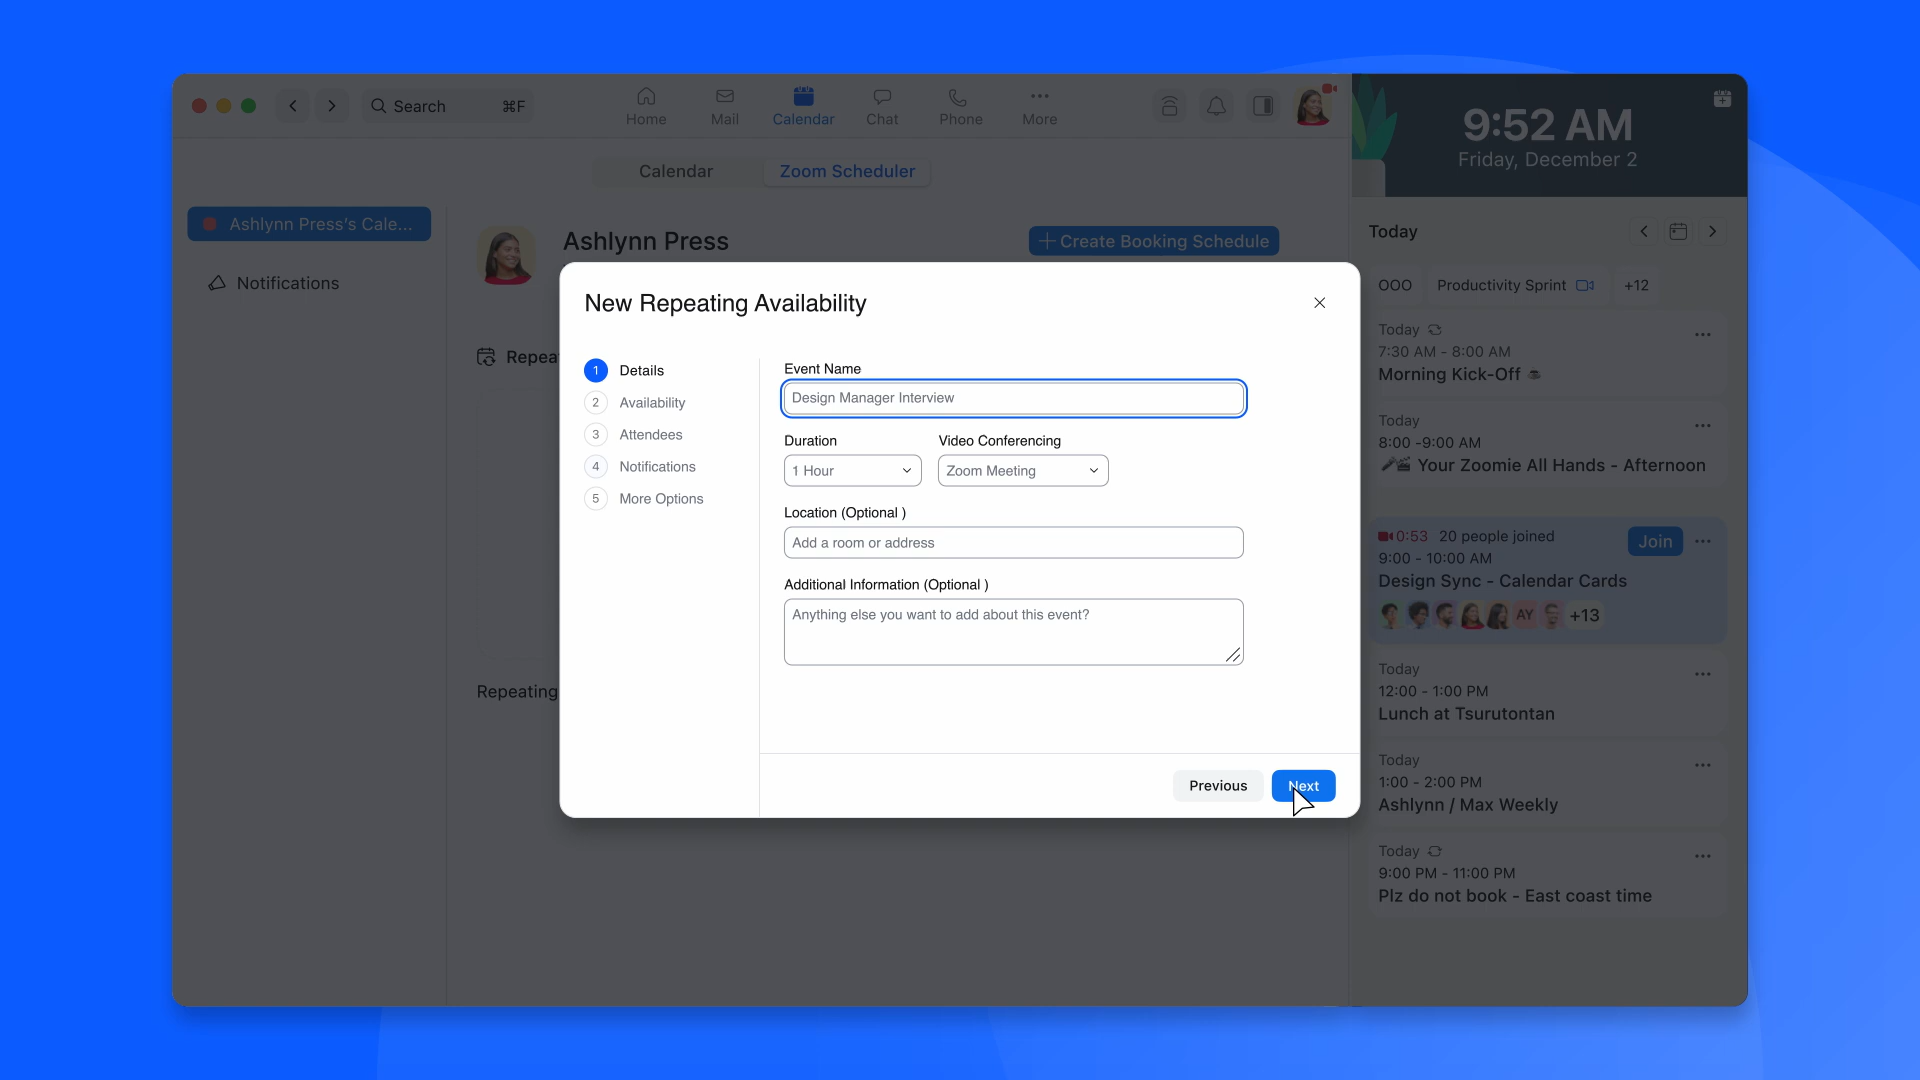 Search ⌘F
Home
Mail
Calendar
Chat
Phone
More
9:52 AM
Friday, December 2
Calendar
Zoom Scheduler
Ashlynn Press's Cale...
Notifications
Ashlynn Press
+ Create Booking Schedule
Repea
Repeating
New Repeating Availability
1 Details
2 Availability
3 Attendees
4 Notifications
5 More Options
Event Name
Design Manager Interview
Duration
1 Hour
Video Conferencing
Zoom Meeting
Location (Optional )
Add a room or address
Additional Information (Optional )
Anything else you want to add about this event?
Previous
Next
Today
OOO
Productivity Sprint
+12
Today
7:30 AM - 8:00 AM
Morning Kick-Off
Today
8:00 -9:00 AM
Your Zoomie All Hands - Afternoon
0:53 20 people joined
Join
9:00 - 10:00 AM
Design Sync - Calendar Cards
AY
+13
Today
12:00 - 1:00 PM
Lunch at Tsurutontan
Today
1:00 - 2:00 PM
Ashlynn / Max Weekly
Today
9:00 PM - 11:00 PM
Plz do not book - East coast time